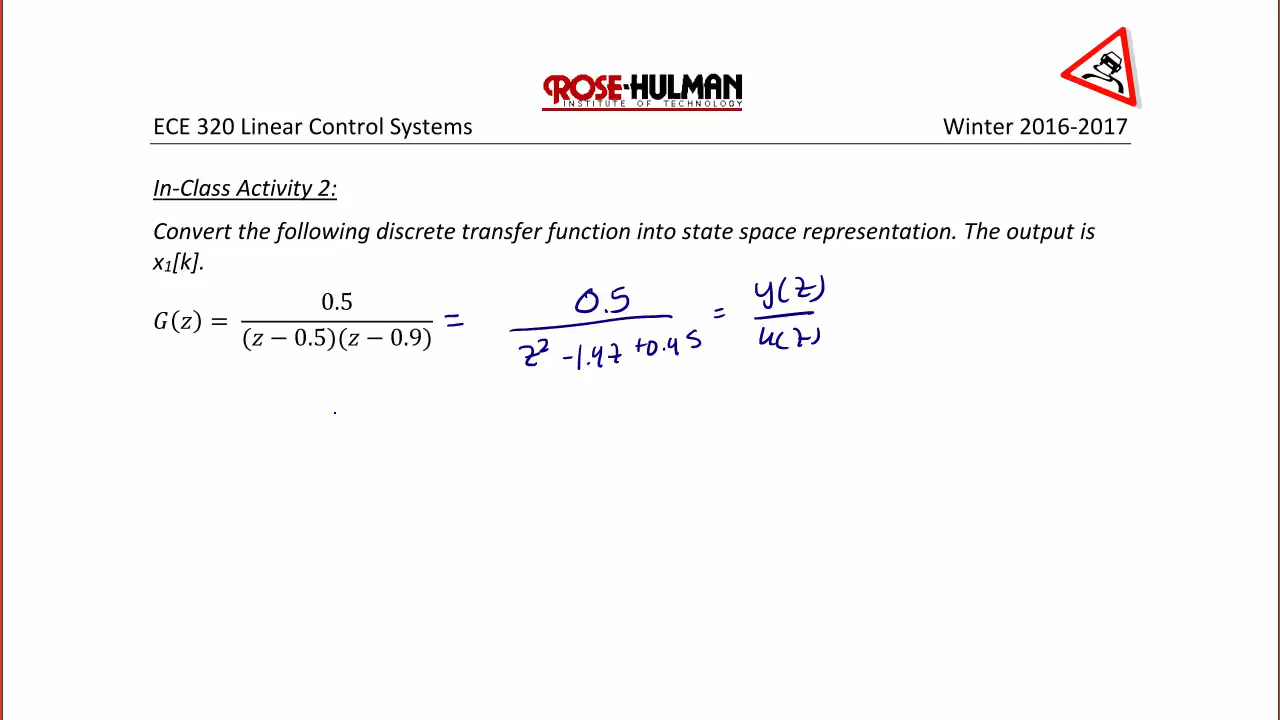 ROSE-HULMAN
INSTITUTE OF TECHNOLOGY
ECE 320 Linear Control Systems Winter 2016-2017
In-Class Activity 2:
Convert the following discrete transfer function into state space representation. The output is
x₁[k].
G(z) = 0.5 / (z − 0.5)(z − 0.9) = 0.5 / z² -1.4z +0.45 = y(z) / u(z)